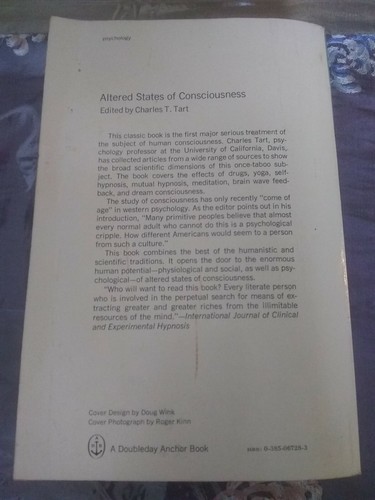 psychology
Altered States of Consciousness
Edited by Charles T. Tart
This classic book is the first major serious treatment of
the subject of human consciousness. Charles Tart, psy-
chology professor at the University of California, Davis,
has collected articles from a wide range of sources to show
the broad scientific dimensions of this once-taboo sub-
ject. The book covers the effects of drugs, yoga, self-
hypnosis, mutual hypnosis, meditation, brain wave feed-
back, and dream consciousness.
The study of consciousness has only recently "come of
age" in western psychology. As the editor points out in his
introduction, "Many primitive peoples believe that almost
every normal adult who cannot do this is a psychological
cripple. How different Americans would seem to a person
from such a culture."
This book combines the best of the humanistic and
scientific traditions. It opens the door to the enormous
human potential—physiological and social, as well as psy-
chological—of altered states of consciousness.
"Who will want to read this book? Every literate person
who is involved in the perpetual search for means of ex-
tracting greater and greater riches from the illimitable
resources of the mind."—International Journal of Clinical
and Experimental Hypnosis
Cover Design by Doug Wink
Cover Photograph by Roger
A Doubleday Anchor Book
ISBN: 0-385-06728-3